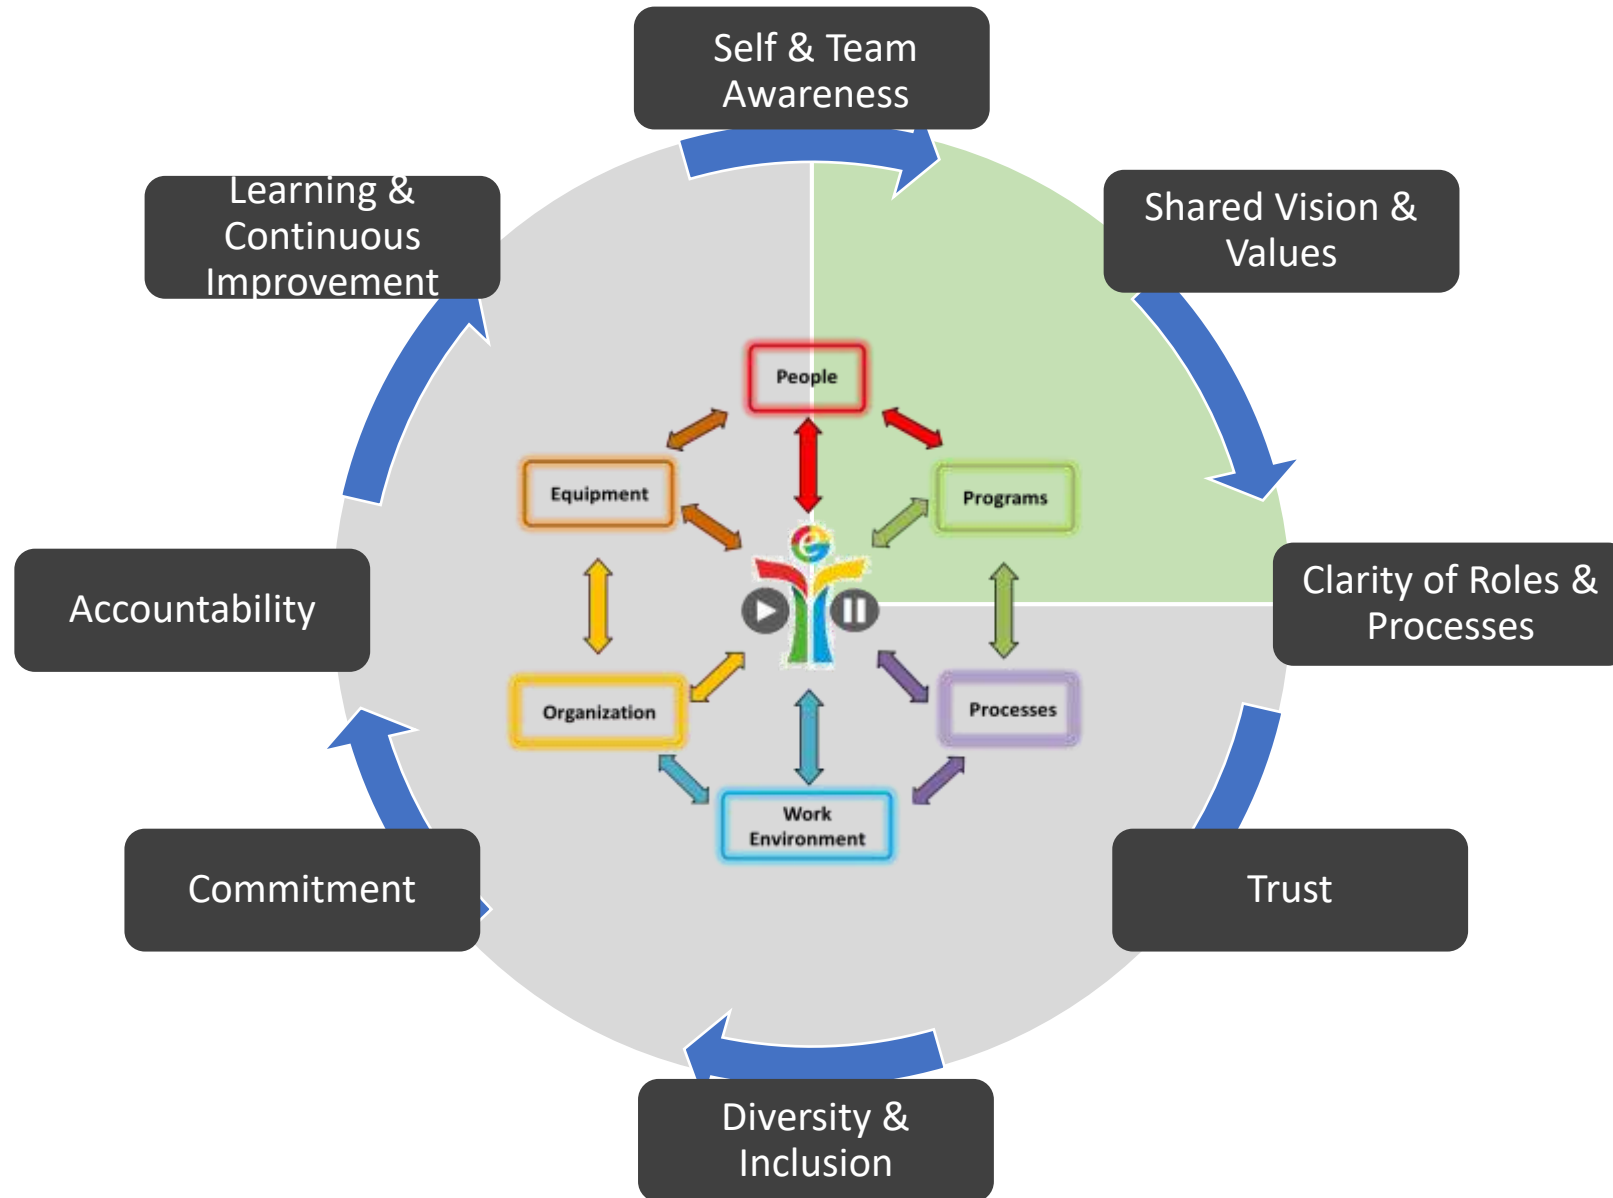 Self & Team
Awareness
Shared Vision &
Values
Clarity of Roles &
Processes
Trust
Diversity &
Inclusion
Commitment
Accountability
Learning &
Continuous
Improvement
People
Programs
Processes
Work
Environment
Organization
Equipment
e